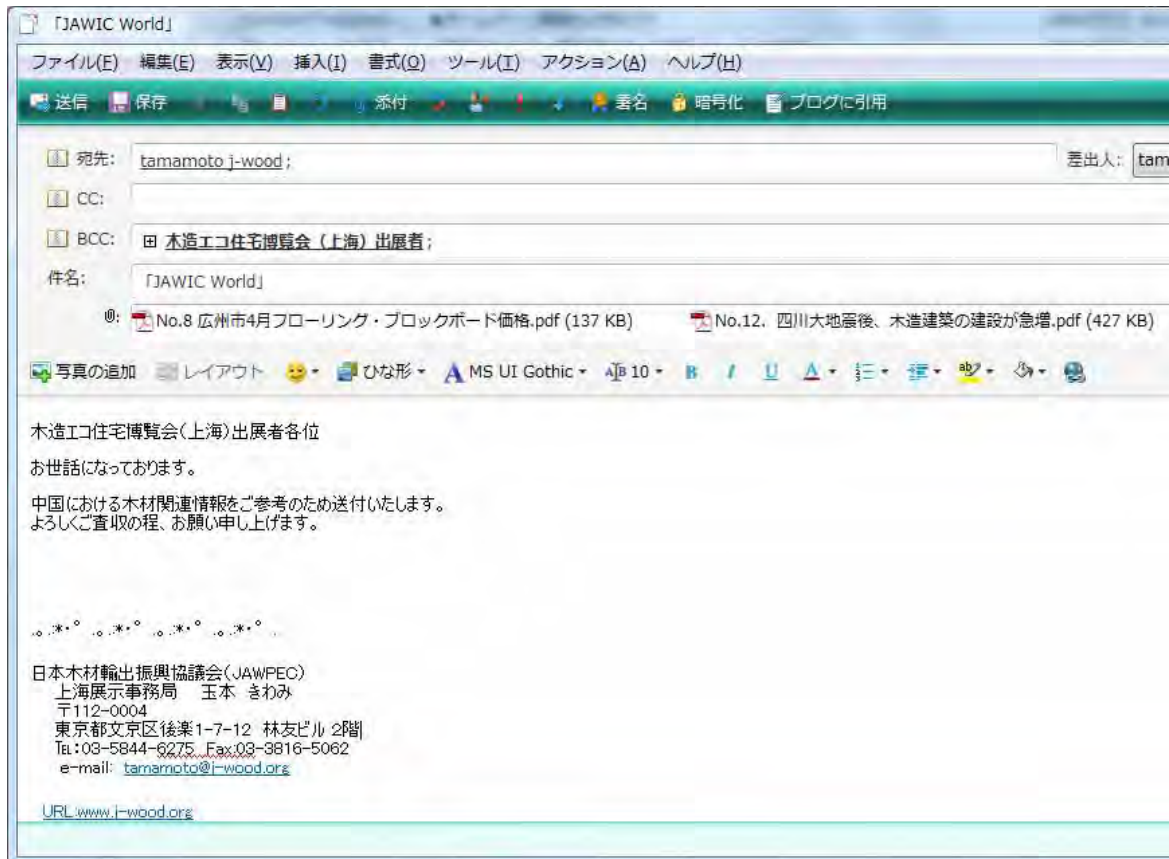 「JAWIC World」
ファイル(F) 編集(E) 表示(V) 挿入(I) 書式(O) ツール(T) アクション(A) ヘルプ(H)
送信 保存 添付 署名 暗号化 ブログに引用
宛先: tamamoto j-wood; 差出人: tam
CC:
BCC: 木造エコ住宅博覧会（上海）出展者;
件名: 「JAWIC World」
No.8 広州市4月フローリング・ブロックボード価格.pdf (137 KB) No.12．四川大地震後、木造建築の建設が急増.pdf (427 KB)
写真の追加 レイアウト ひな形 A MS UI Gothic 10 B I U A
木造エコ住宅博覧会(上海)出展者各位
お世話になっております。
中国における木材関連情報をご参考のため送付いたします。
よろしくご査収の程、お願い申し上げます。
.｡.:*･ﾟ .｡.:*･ﾟ .｡.:*･ﾟ .｡.:*･ﾟ .
日本木材輸出振興協議会(JAWPEC)
上海展示事務局 玉本 きわみ
〒112-0004
東京都文京区後楽1-7-12 林友ビル 2階
℡:03-5844-6275 Fax:03-3816-5062
e-mail: tamamoto@j-wood.org
URL:www.j-wood.org